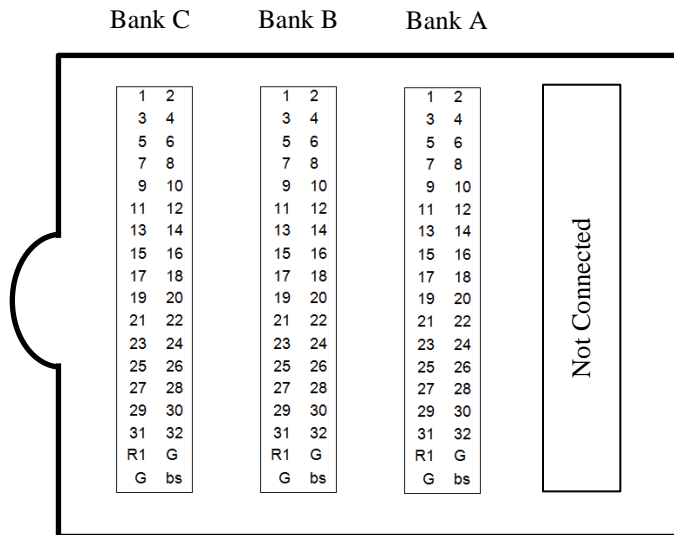 Bank C Bank B Bank A
1 2 1 2 1 2
3 4 3 4 3 4
5 6 5 6 5 6
7 8 7 8 7 8
9 10 9 10 9 10
11 12 11 12 11 12
13 14 13 14 13 14
15 16 15 16 15 16
17 18 17 18 17 18
19 20 19 20 19 20
21 22 21 22 21 22
23 24 23 24 23 24
25 26 25 26 25 26
27 28 27 28 27 28
29 30 29 30 29 30
31 32 31 32 31 32
R1 G R1 G R1 G
G bs G bs G bs
Not Connected